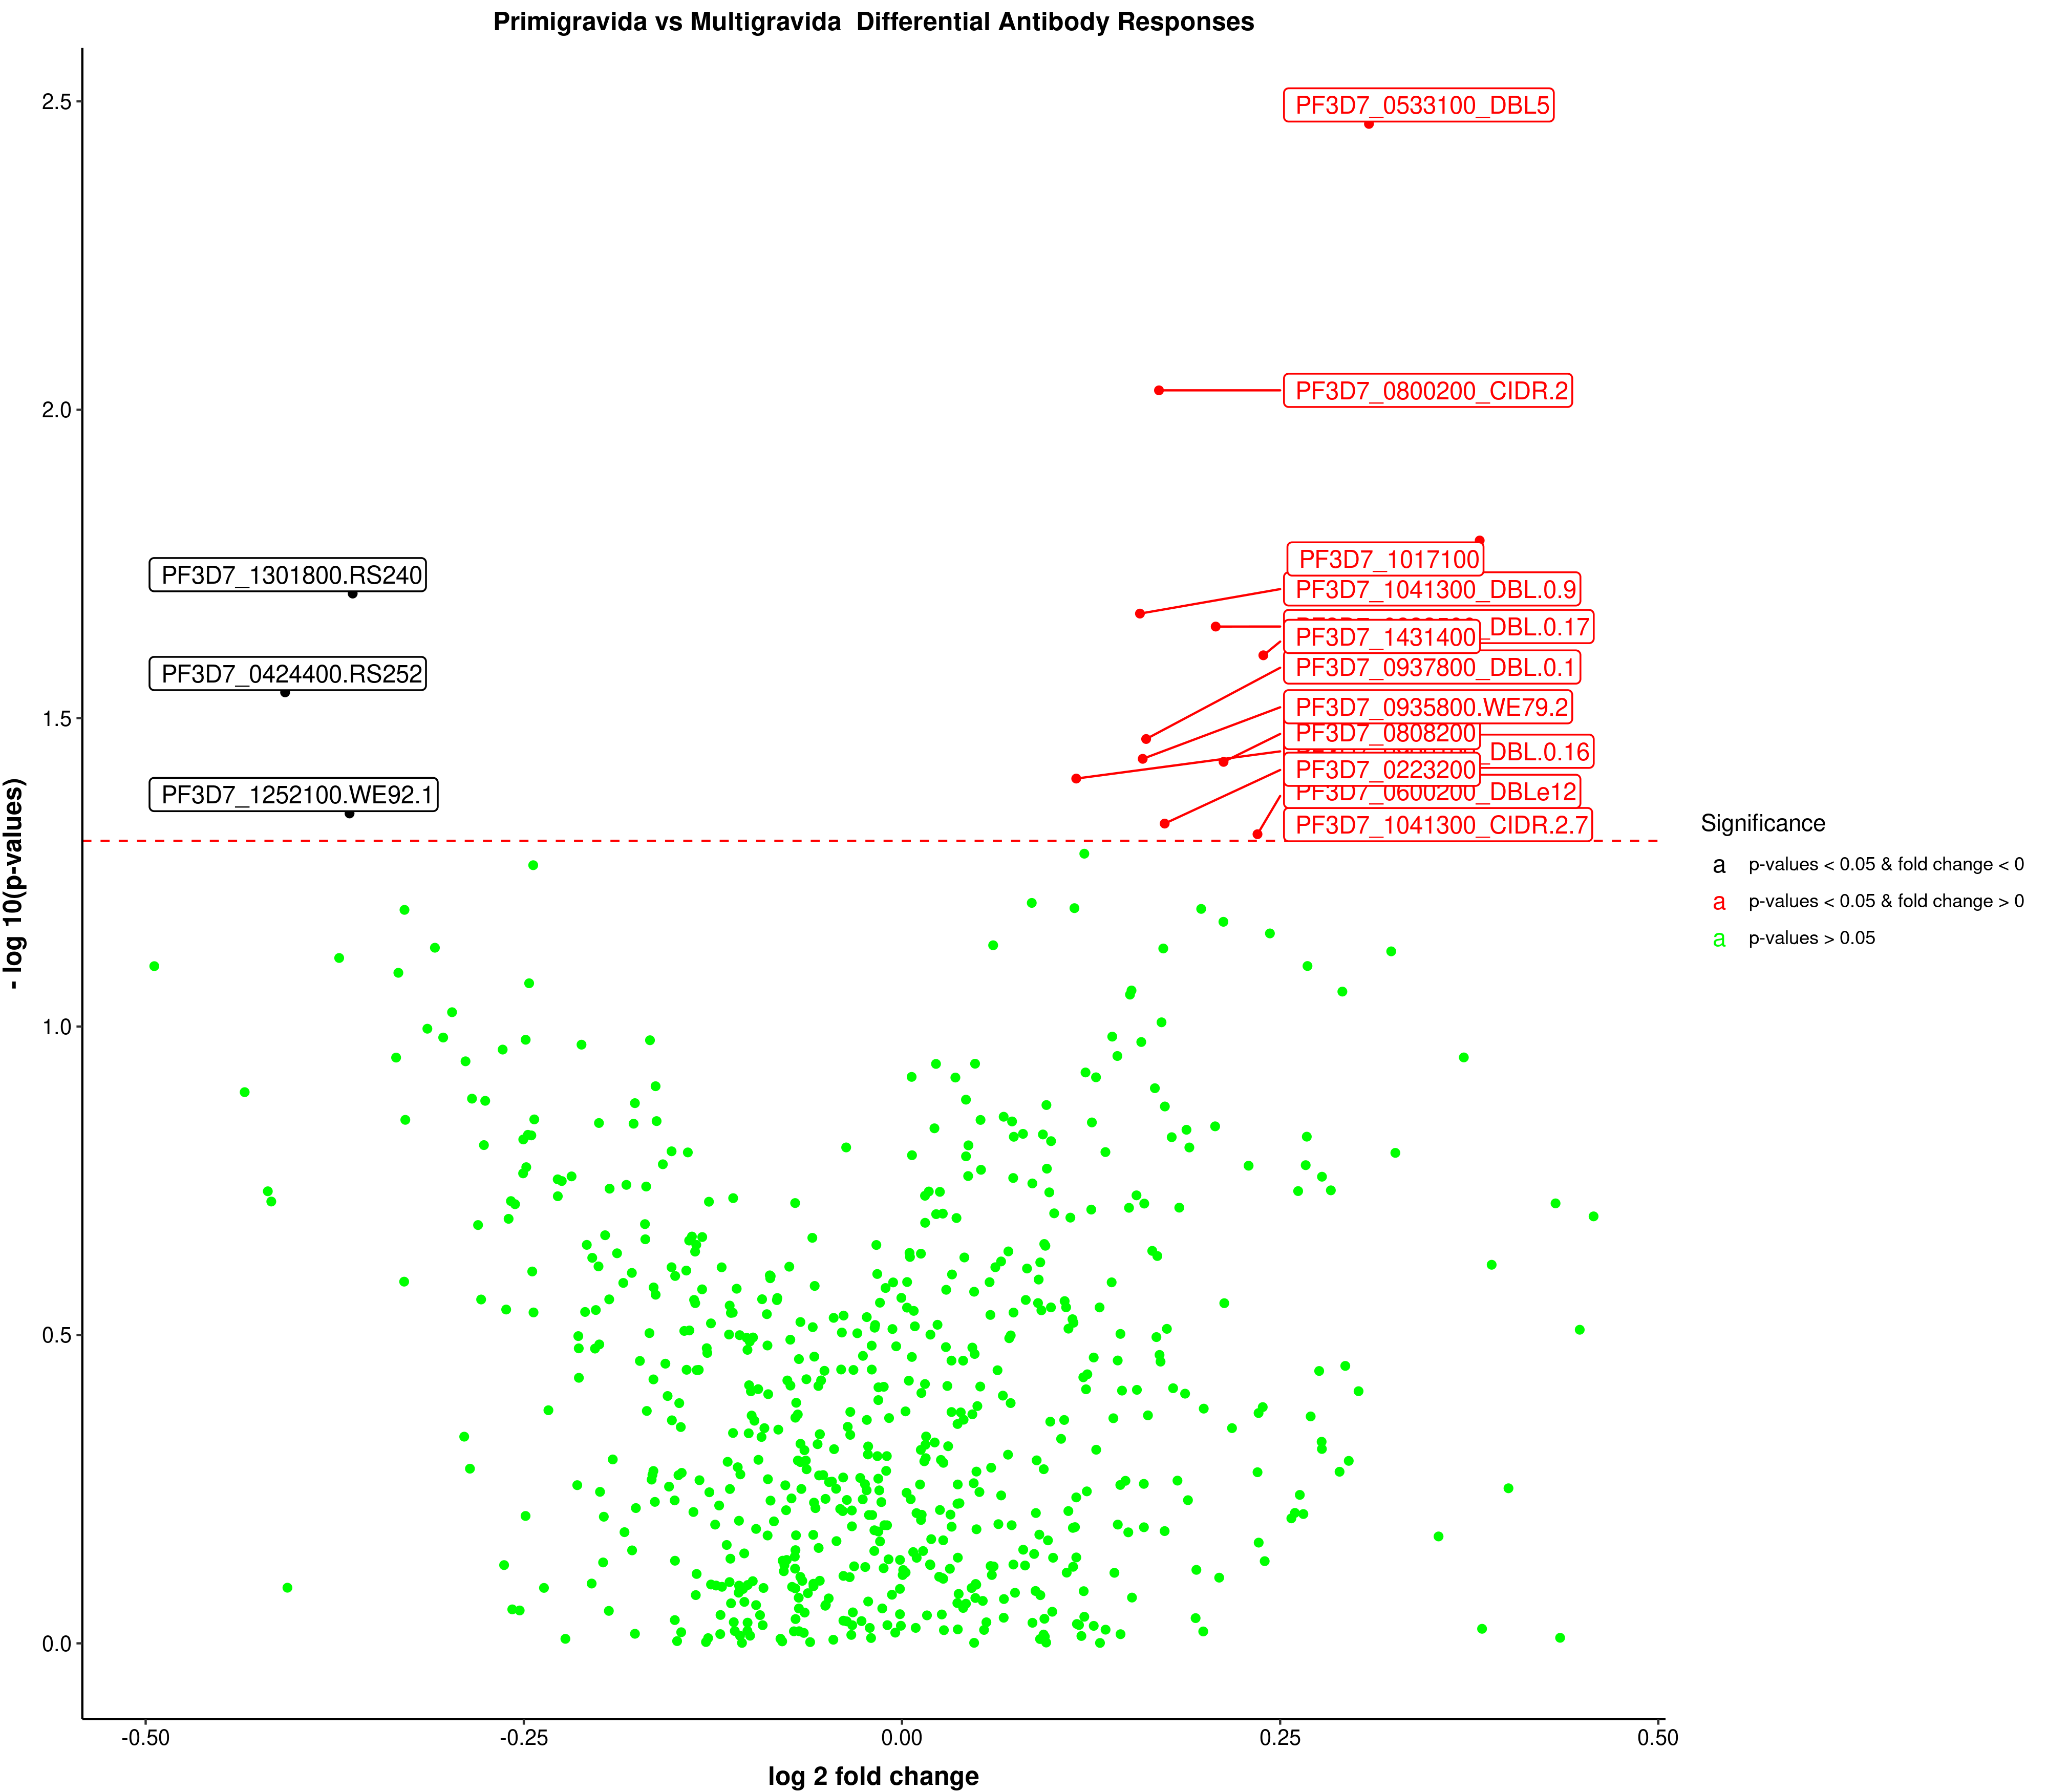 Primigravida vs Multigravida  Differential Antibody Responses
2.5
2.0
1.5
1.0
0.5
0.0
- log 10(p-values)
PF3D7_0533100_DBL5
PF3D7_0800200_CIDR.2
PF3D7_1301800.RS240
PF3D7_0424400.RS252
PF3D7_1252100.WE92.1
PF3D7_1017100
PF3D7_1041300_DBL.0.9
_DBL.0.17
PF3D7_1431400
PF3D7_0937800_DBL.0.1
PF3D7_0935800.WE79.2
PF3D7_0808200
_DBL.0.16
PF3D7_0223200
PF3D7_0600200_DBLe12
PF3D7_1041300_CIDR.2.7
Significance
a p-values < 0.05 & fold change < 0
a p-values < 0.05 & fold change > 0
a p-values > 0.05
-0.50 -0.25 0.00 0.25 0.50
log 2 fold change